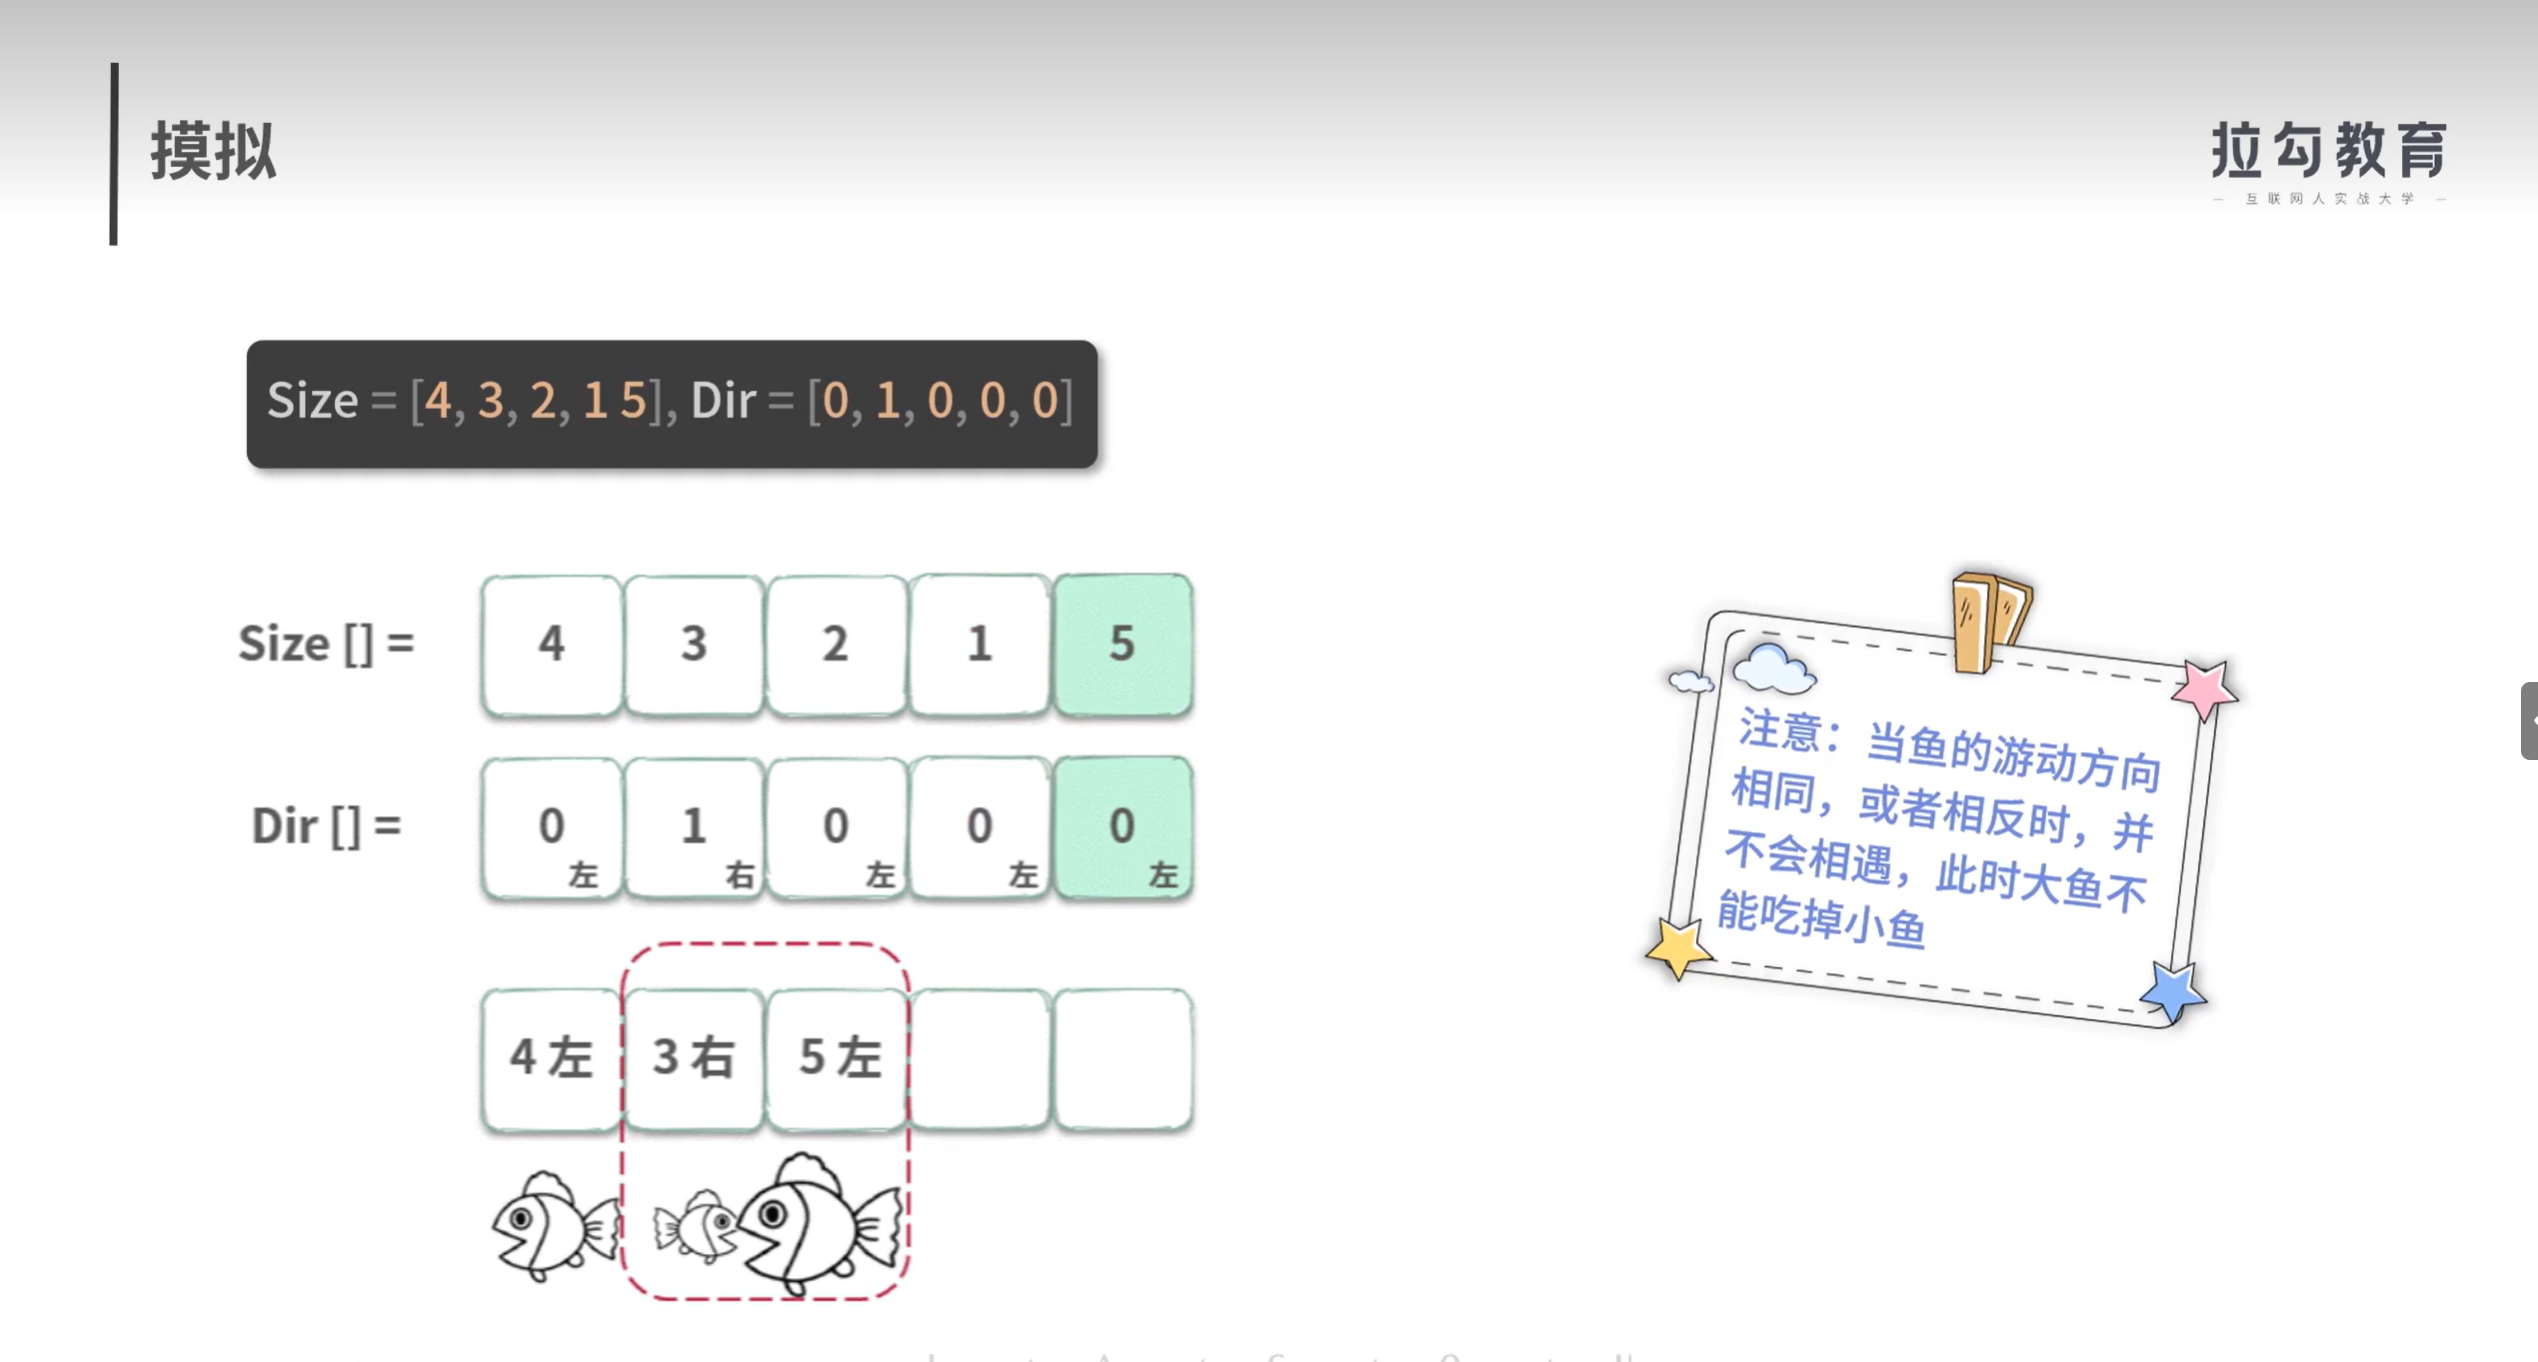 摸拟
拉勾教育
— 互联网人实战大学 —
Size = [4, 3, 2, 1 5], Dir = [0, 1, 0, 0, 0]
Size [] = 4 3 2 1 5
Dir [] = 0 左 1 右 0 左 0 左 0 左
4 左 3 右 5 左
注意：当鱼的游动方向
相同，或者相反时，并
不会相遇，此时大鱼不
能吃掉小鱼